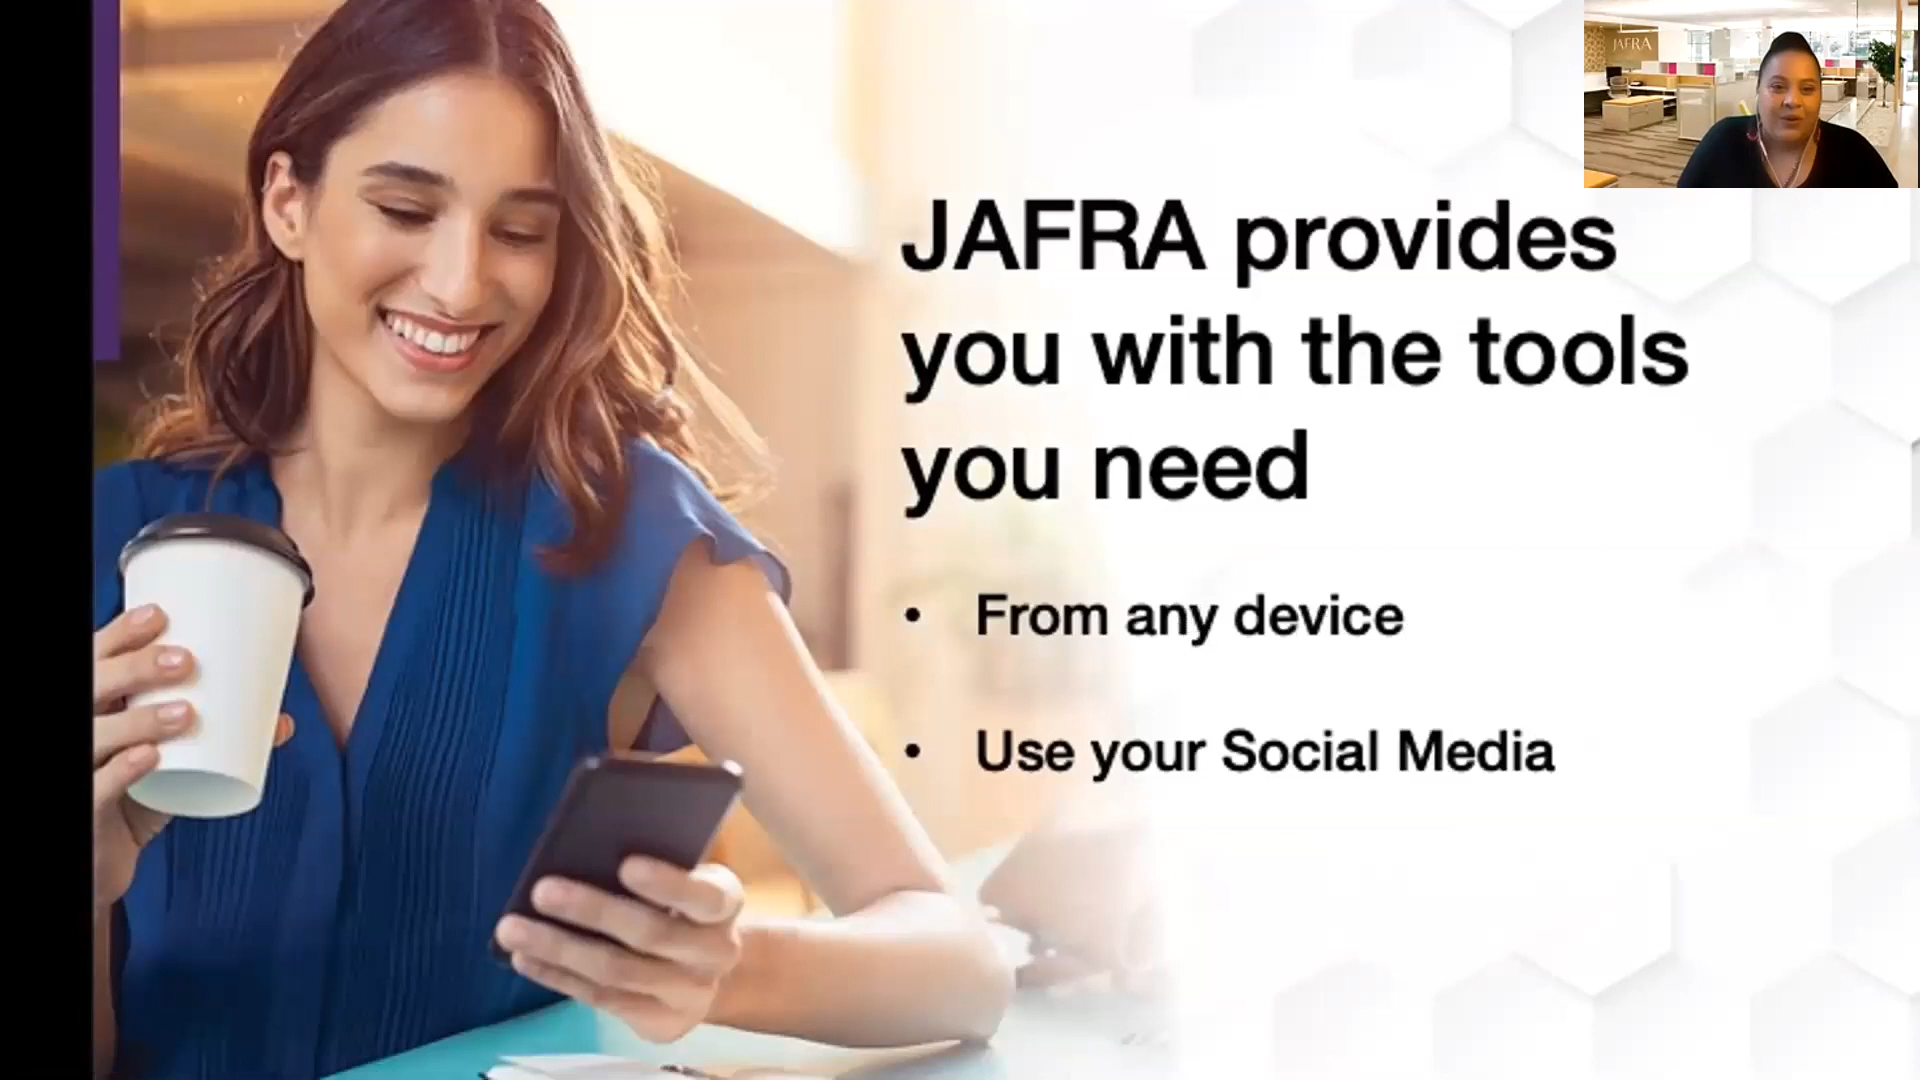 JAFRA
JAFRA provides
you with the tools
you need
• From any device
• Use your Social Media